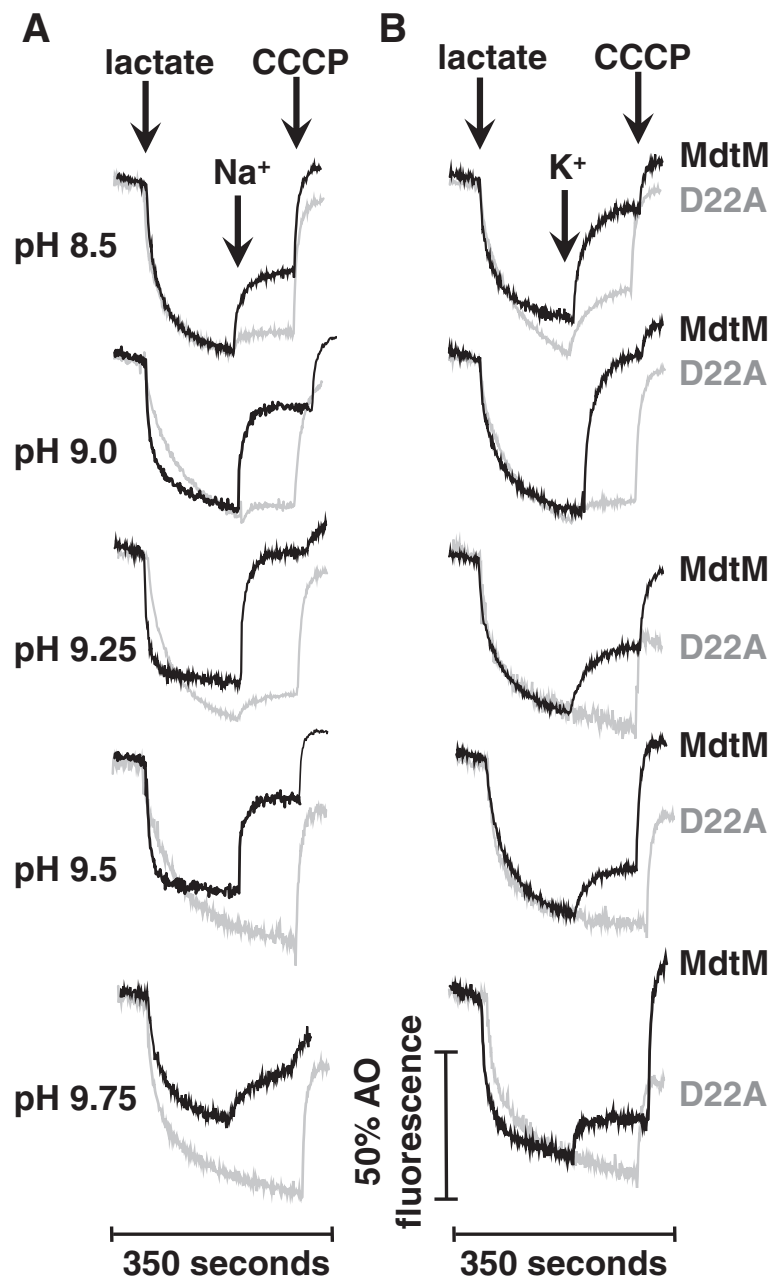 A
B
lactate
CCCP
lactate
CCCP
Na⁺
K⁺
MdtM
D22A
pH 8.5
MdtM
D22A
pH 9.0
MdtM
D22A
pH 9.25
MdtM
D22A
pH 9.5
MdtM
D22A
pH 9.75
50% AO
fluorescence
350 seconds
350 seconds